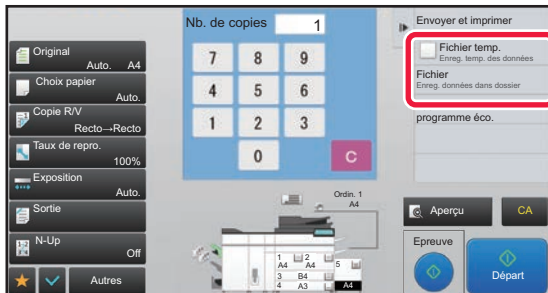 Nb. de copies 1
Original
Auto. A4
Choix papier
Auto.
Copie R/V
Recto→Recto
Taux de repro.
100%
Exposition
Auto.
Sortie
N-Up
Off
Autres
7 8 9
4 5 6
1 2 3
0 C
Ordin. 1
A4
1 A4 2 A4 5
3 B4
4 A3 A4
Envoyer et imprimer
Fichier temp.
Enreg. temp. des données
Fichier
Enreg. données dans dossier
programme éco.
Aperçu CA
Epreuve
Départ